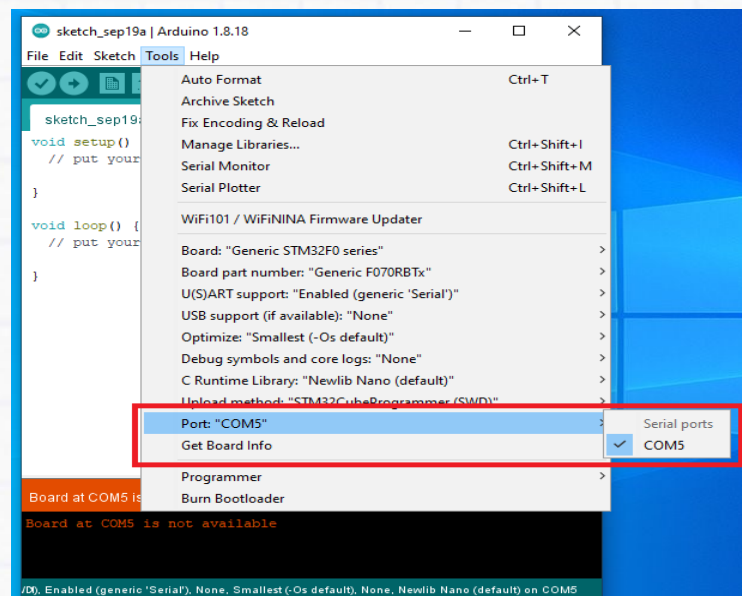 sketch_sep19a | Arduino 1.8.18
File Edit Sketch Tools Help
sketch_sep19a
void setup()
// put your
}
void loop() {
// put your
}
Auto Format Ctrl+T
Archive Sketch
Fix Encoding & Reload
Manage Libraries... Ctrl+Shift+I
Serial Monitor Ctrl+Shift+M
Serial Plotter Ctrl+Shift+L
WiFi101 / WiFiNINA Firmware Updater
Board: "Generic STM32F0 series"
Board part number: "Generic F070RBTx"
U(S)ART support: "Enabled (generic 'Serial')"
USB support (if available): "None"
Optimize: "Smallest (-Os default)"
Debug symbols and core logs: "None"
C Runtime Library: "Newlib Nano (default)"
Upload method: "STM32CubeProgrammer (SWD)"
Port: "COM5"
Serial ports
Get Board Info
COM5
Programmer
Burn Bootloader
Board at COM5 is
Board at COM5 is not available
Enabled (generic 'Serial'), None, Smallest (-Os default), None, Newlib Nano (default) on COM5